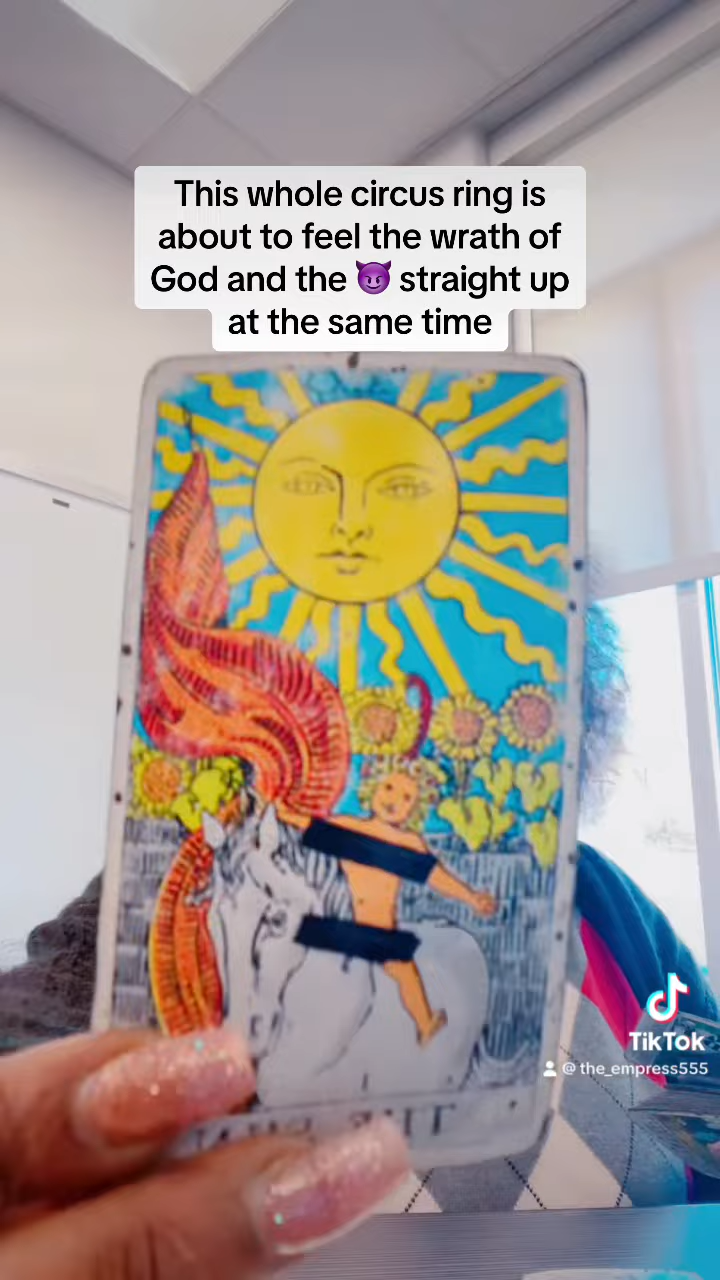 This whole circus ring is
about to feel the wrath of
God and the 😈 straight up
at the same time
TikTok
@the_empress555